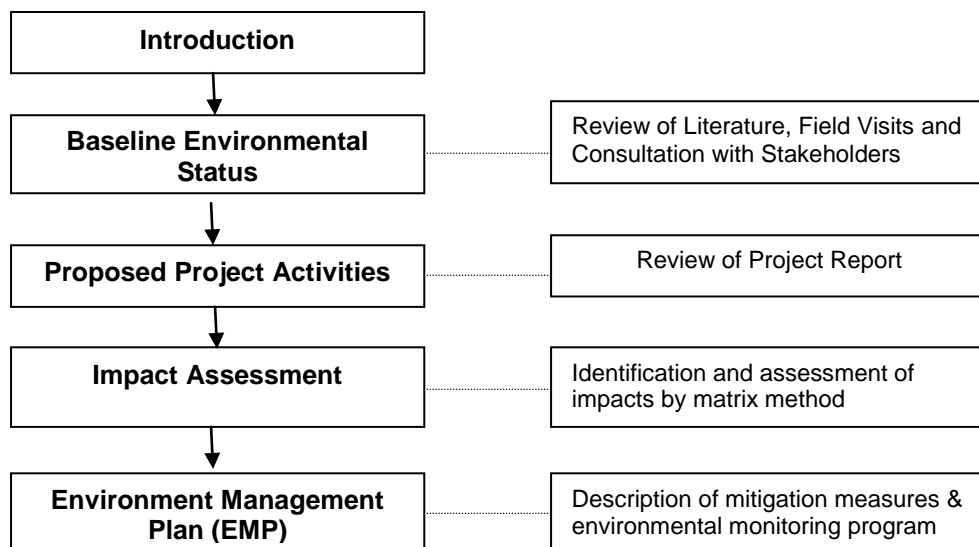 Introduction
Baseline Environmental
Status
Review of Literature, Field Visits and
Consultation with Stakeholders
Proposed Project Activities
Review of Project Report
Impact Assessment
Identification and assessment of
impacts by matrix method
Environment Management
Plan (EMP)
Description of mitigation measures &
environmental monitoring program